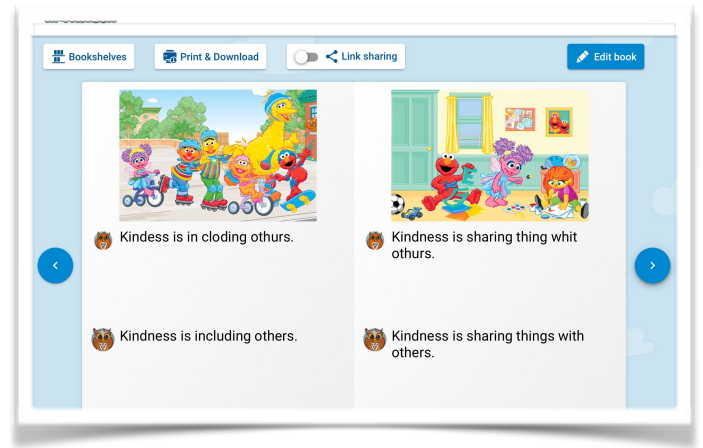 Bookshelves
Print & Download
Link sharing
Edit book
Kindess is in cloding othurs.
Kindness is including others.
Kindness is sharing thing whit
othurs.
Kindness is sharing things with
others.